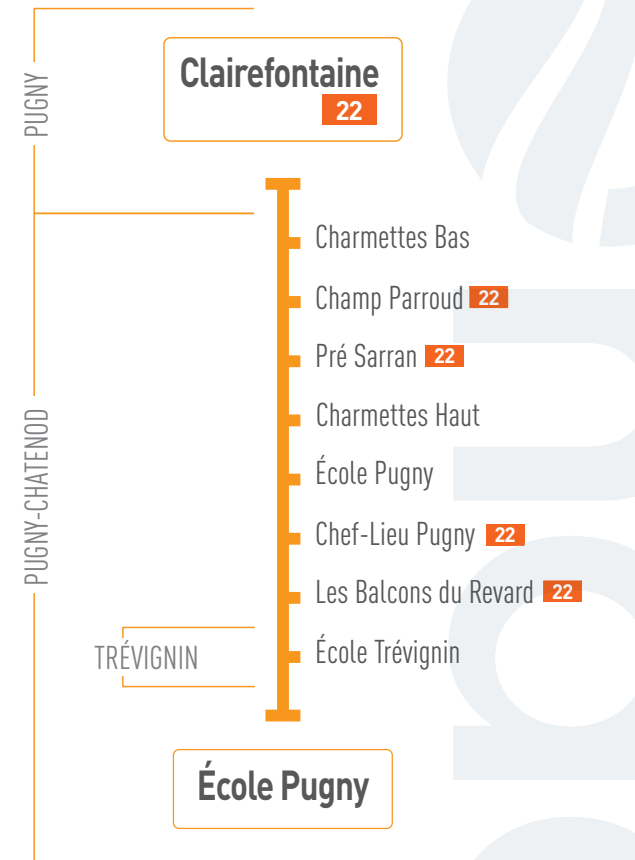 PUGNY
Clairefontaine
22
PUGNY-CHATENOD
Charmettes Bas
Champ Parroud 22
Pré Sarran 22
Charmettes Haut
École Pugny
Chef-Lieu Pugny 22
Les Balcons du Revard 22
TRÉVIGNIN
École Trévignin
École Pugny